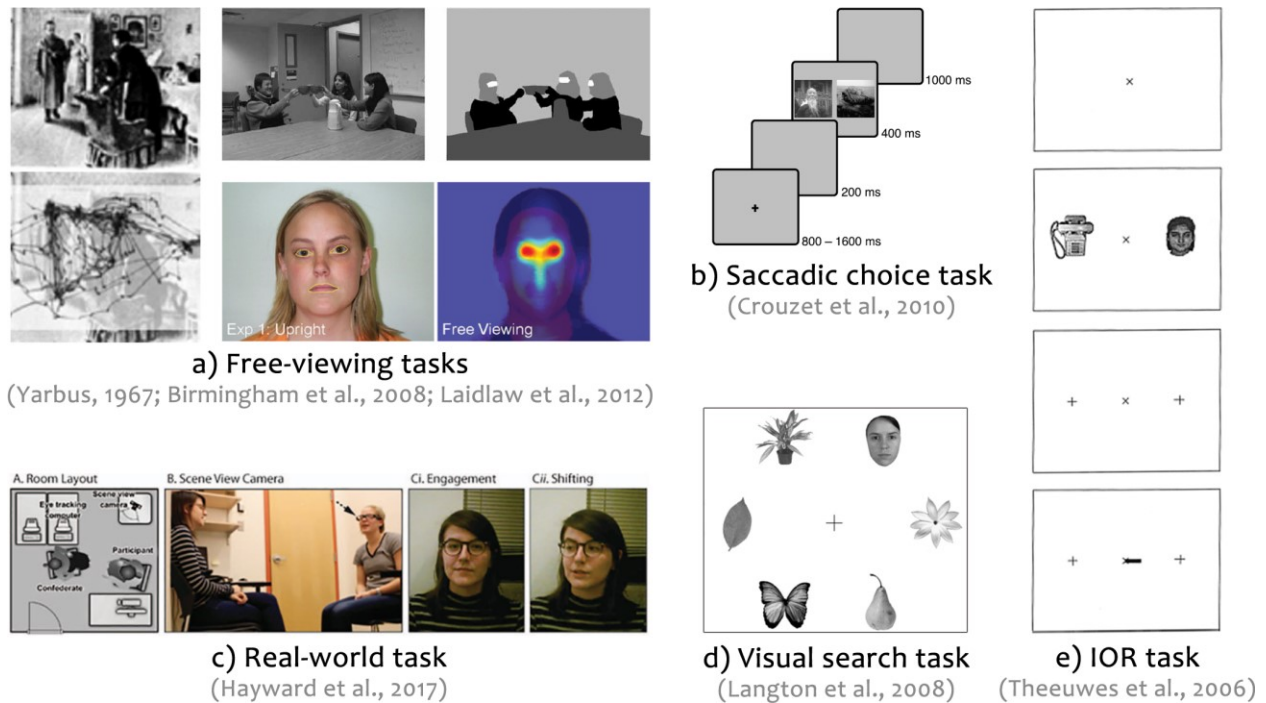 Exp 1: Upright
Free Viewing
a) Free-viewing tasks
(Yarbus, 1967; Birmingham et al., 2008; Laidlaw et al., 2012)
1000 ms
400 ms
200 ms
800 – 1600 ms
b) Saccadic choice task
(Crouzet et al., 2010)
A. Room Layout
Eye tracking
computer
Scene view
camera
Participant
Confederate
B. Scene View Camera
Ci. Engagement
Cii. Shifting
c) Real-world task
(Hayward et al., 2017)
d) Visual search task
(Langton et al., 2008)
e) IOR task
(Theeuwes et al., 2006)